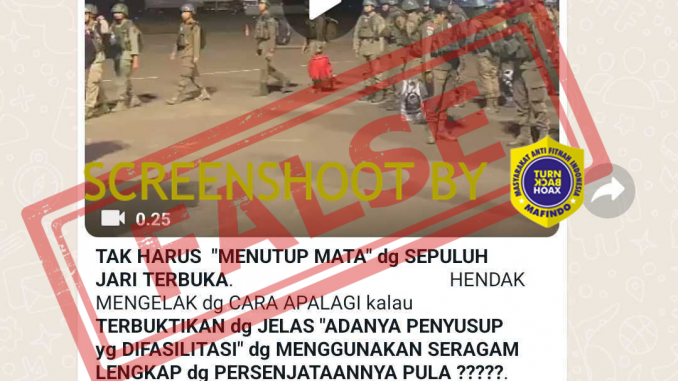 FALSE
SCREENSHOOT BY
MASYARAKAT ANTI FITNAH INDONESIA
TURN
BACK
HOAX
MAFINDO
0.25
TAK HARUS "MENUTUP MATA" dg SEPULUH
JARI TERBUKA. HENDAK
MENGELAK dg CARA APALAGI kalau
TERBUKTIKAN dg JELAS "ADANYA PENYUSUP
yg DIFASILITASI" dg MENGGUNAKAN SERAGAM
LENGKAP dg PERSENJATAANNYA PULA ?????.